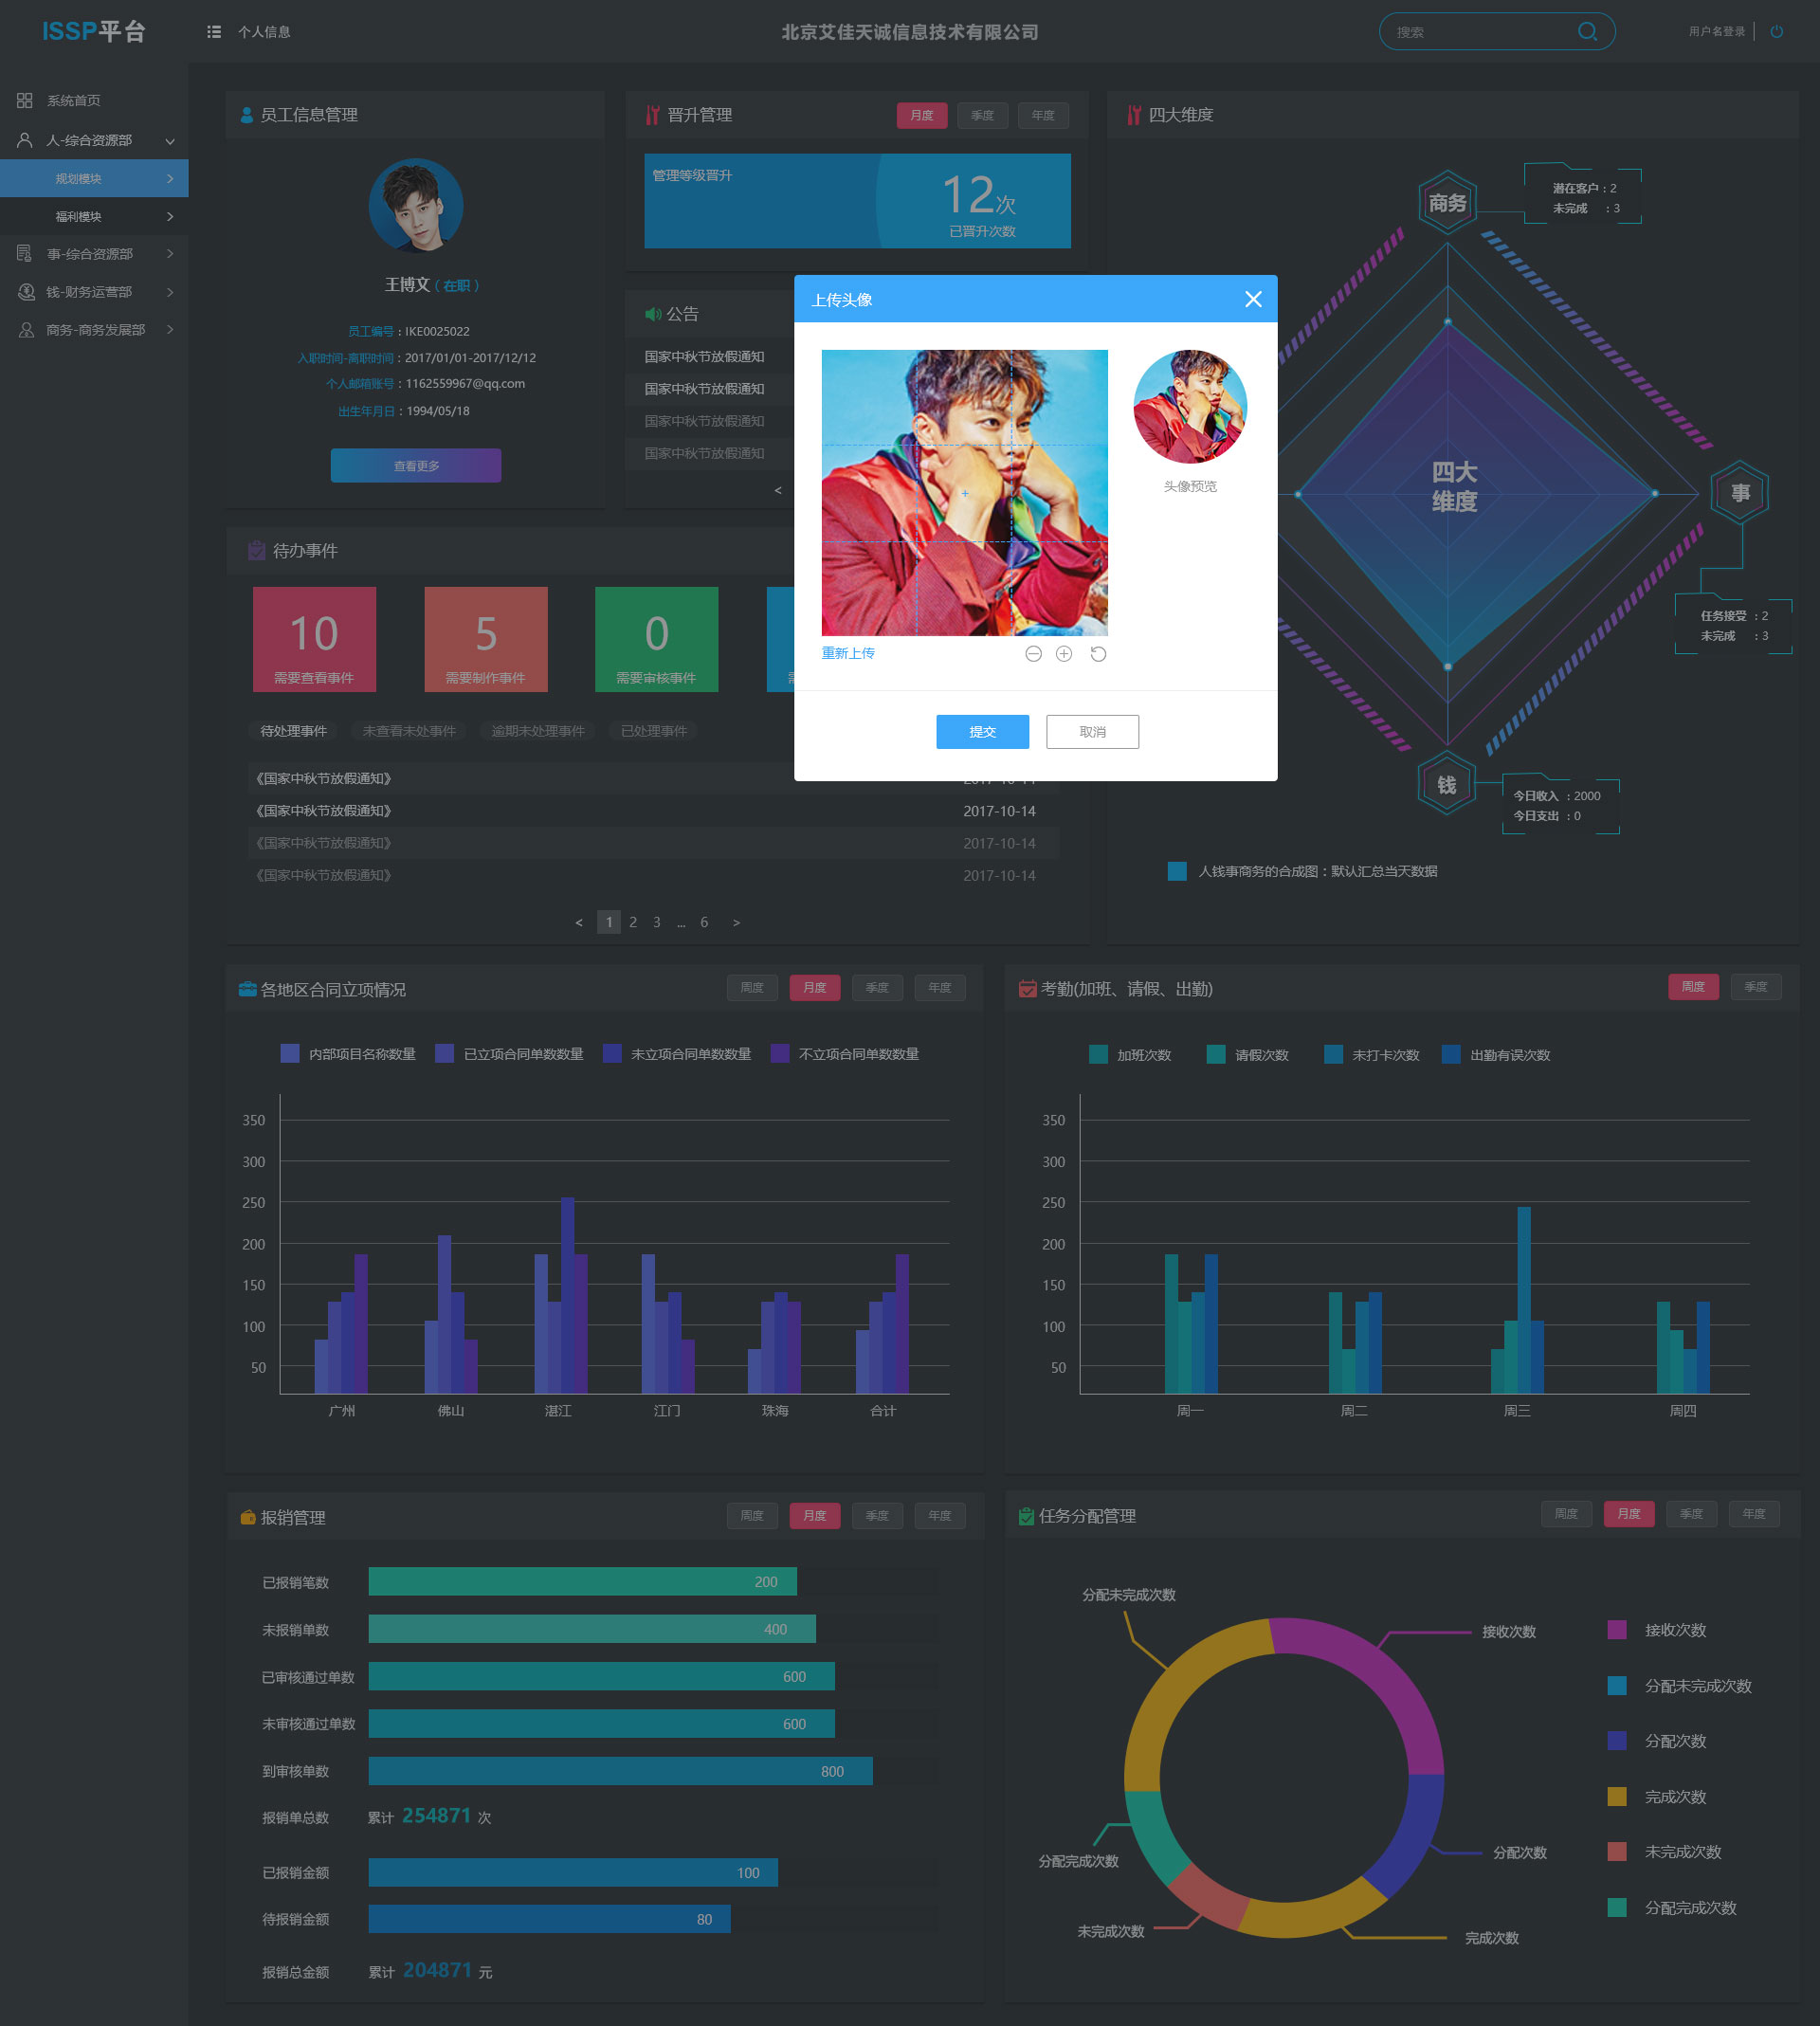 ISSP平台
个人信息
北京艾佳天诚信息技术有限公司
搜索
用户名登录
系统首页
人-综合资源部
规划模块
福利模块
事-综合资源部
钱-财务运营部
商务-商务发展部
员工信息管理
王博文（在职）
员工编号：IKE0025022
入职时间-离职时间：2017/01/01-2017/12/12
个人邮箱账号：1162559967@qq.com
出生年月日：1994/05/18
查看更多
晋升管理
月度 季度 年度
管理等级晋升
12次
已晋升次数
公告
国家中秋节放假通知
国家中秋节放假通知
国家中秋节放假通知
国家中秋节放假通知
<
上传头像
头像预览
重新上传
提交 取消
四大维度
商务
潜在客户：2
未完成 ：3
四大
维度
事
任务接受 ：2
未完成 ：3
钱
今日收入 ：2000
今日支出 ：0
人钱事商务的合成图：默认汇总当天数据
待办事件
10
需要查看事件
5
需要制作事件
0
需要审核事件
待处理事件 未查看未处事件 逾期未处理事件 已处理事件
《国家中秋节放假通知》 2017-10-14
《国家中秋节放假通知》 2017-10-14
《国家中秋节放假通知》 2017-10-14
《国家中秋节放假通知》 2017-10-14
< 1 2 3 ... 6 >
各地区合同立项情况
周度 月度 季度 年度
内部项目名称数量 已立项合同单数数量 未立项合同单数数量 不立项合同单数数量
350
300
250
200
150
100
50
广州 佛山 湛江 江门 珠海 合计
考勤(加班、请假、出勤)
周度 季度
加班次数 请假次数 未打卡次数 出勤有误次数
350
300
250
200
150
100
50
周一 周二 周三 周四
报销管理
周度 月度 季度 年度
已报销笔数 200
未报销单数 400
已审核通过单数 600
未审核通过单数 600
到审核单数 800
报销单总数 累计 254871 次
已报销金额 100
待报销金额 80
报销总金额 累计 204871 元
任务分配管理
周度 月度 季度 年度
分配未完成次数
接收次数
分配次数
完成次数
未完成次数
分配完成次数
接收次数
分配未完成次数
分配次数
完成次数
未完成次数
分配完成次数